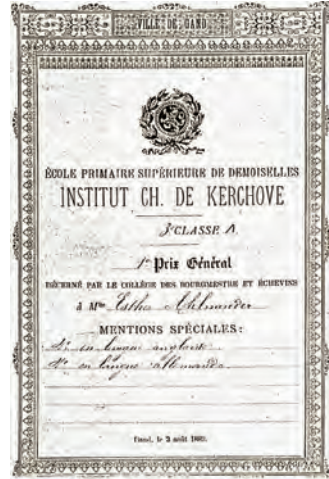 VILLE DE GAND
ÉCOLE PRIMAIRE SUPÉRIEURE DE DEMOISELLES
INSTITUT CH. DE KERCHOVE
3e CLASSE A
1er Prix Général
DÉCERNÉ PAR LE COLLÈGE DES BOURGMESTRE ET ÉCHEVINS
à Mlle Esther
MENTIONS SPÉCIALES:
en langue anglaise
en langue allemande
Gand, le 3 août